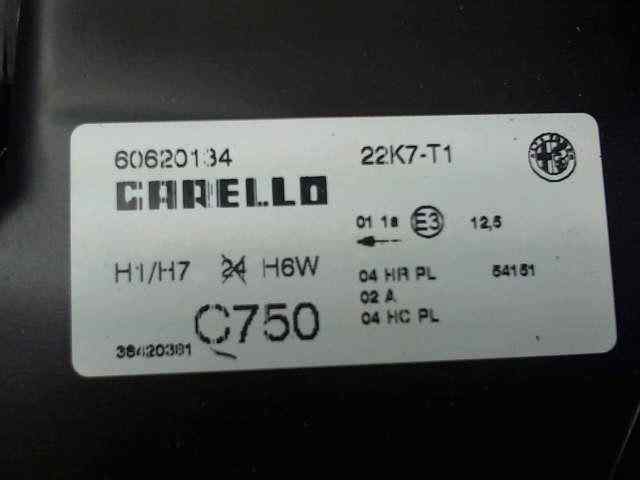 60620134
22K7-T1
CARELLO
01 1a E3 12,5
H1/H7 24 H6W
04 HR PL 54151
02 A
04 HC PL
C750